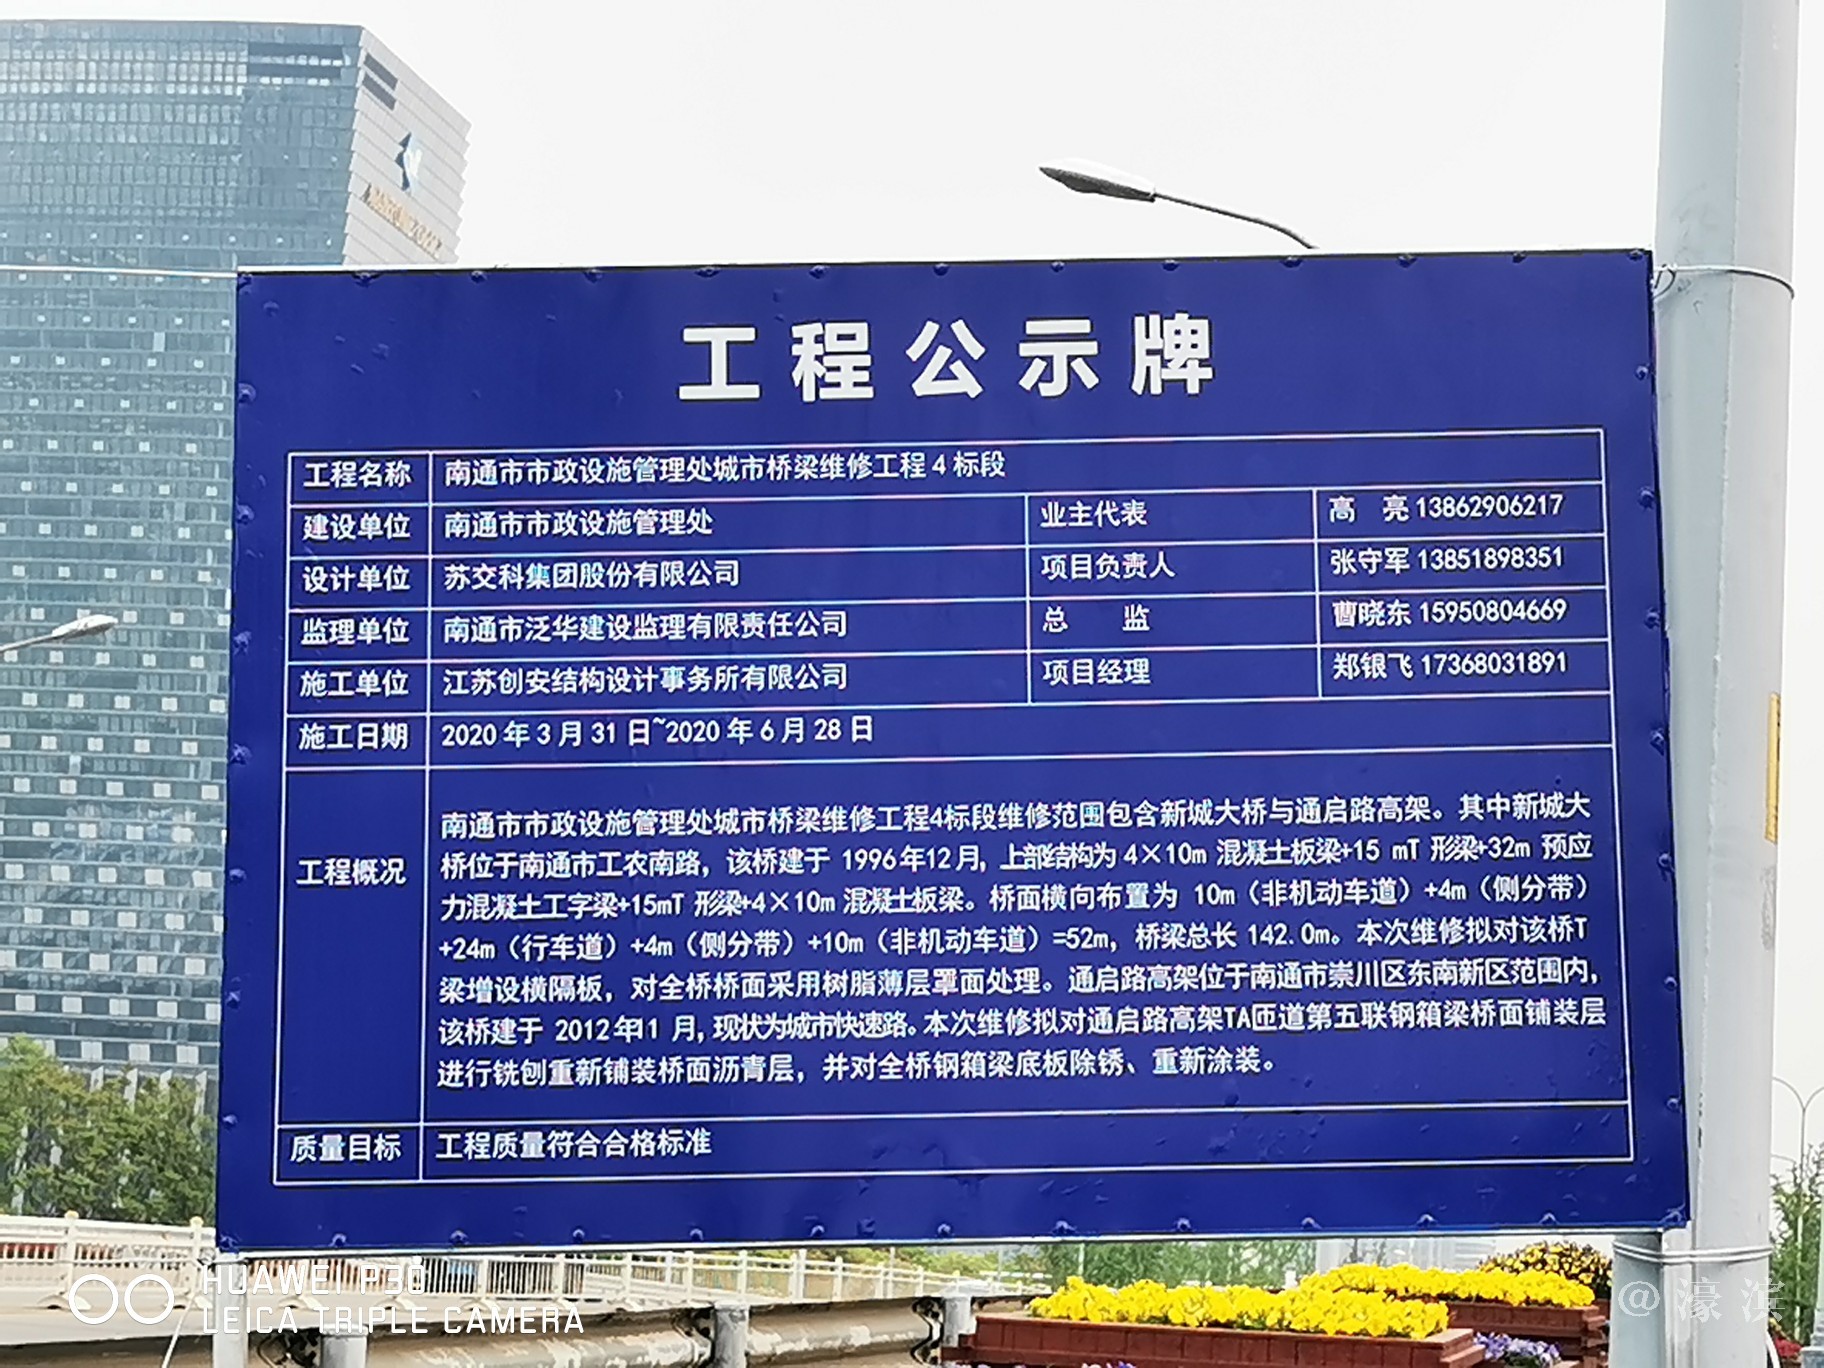 工程公示牌
工程名称 南通市市政设施管理处城市桥梁维修工程4标段
建设单位 南通市市政设施管理处 业主代表 高 亮 13862906217
设计单位 苏交科集团股份有限公司 项目负责人 张守军 13851898351
监理单位 南通市泛华建设监理有限责任公司 总 监 曹晓东 15950804669
施工单位 江苏创安结构设计事务所有限公司 项目经理 郑银飞 17368031891
施工日期 2020年3月31日~2020年6月28日
工程概况
南通市市政设施管理处城市桥梁维修工程4标段维修范围包含新城大桥与通启路高架。其中新城大
桥位于南通市工农南路，该桥建于 1996年12月, 上部结构为 4×10m 混凝土板梁+15 mT 形梁+32m 预应
力混凝土工字梁+15mT 形梁+4×10m 混凝土板梁。桥面横向布置为 10m（非机动车道）+4m（侧分带）
+24m（行车道）+4m（侧分带）+10m（非机动车道）=52m，桥梁总长 142.0m。本次维修拟对该桥T
梁增设横隔板，对全桥桥面采用树脂薄层罩面处理。通启路高架位于南通市崇川区东南新区范围内，
该桥建于 2012年11 月, 现状为城市快速路。本次维修拟对通启路高架TA匝道第五联钢箱梁桥面铺装层
进行铣刨重新铺装桥面沥青层，并对全桥钢箱梁底板除锈、重新涂装。
质量目标 工程质量符合合格标准
HUAWEI P30
LEICA TRIPLE CAMERA
@濠滨